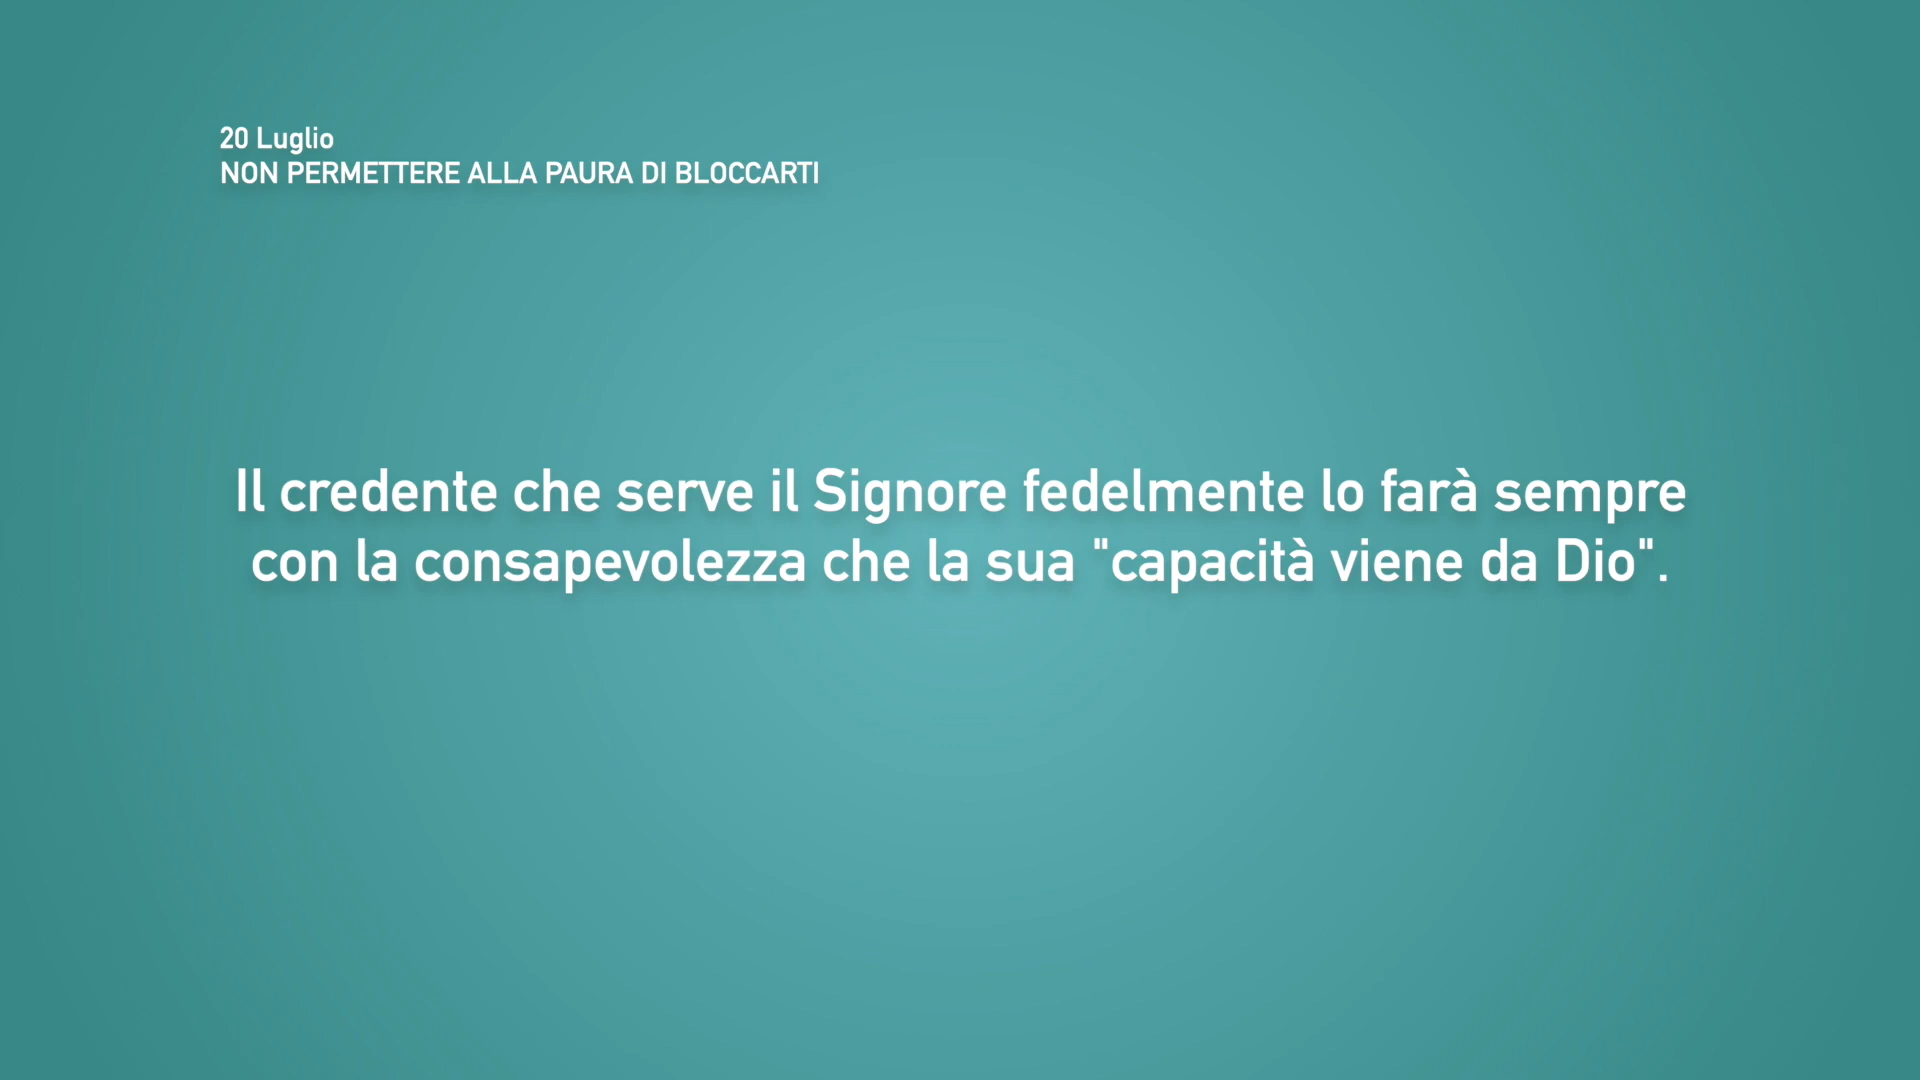 20 Luglio
NON PERMETTERE ALLA PAURA DI BLOCCARTI
Il credente che serve il Signore fedelmente lo farà sempre
con la consapevolezza che la sua "capacità viene da Dio".